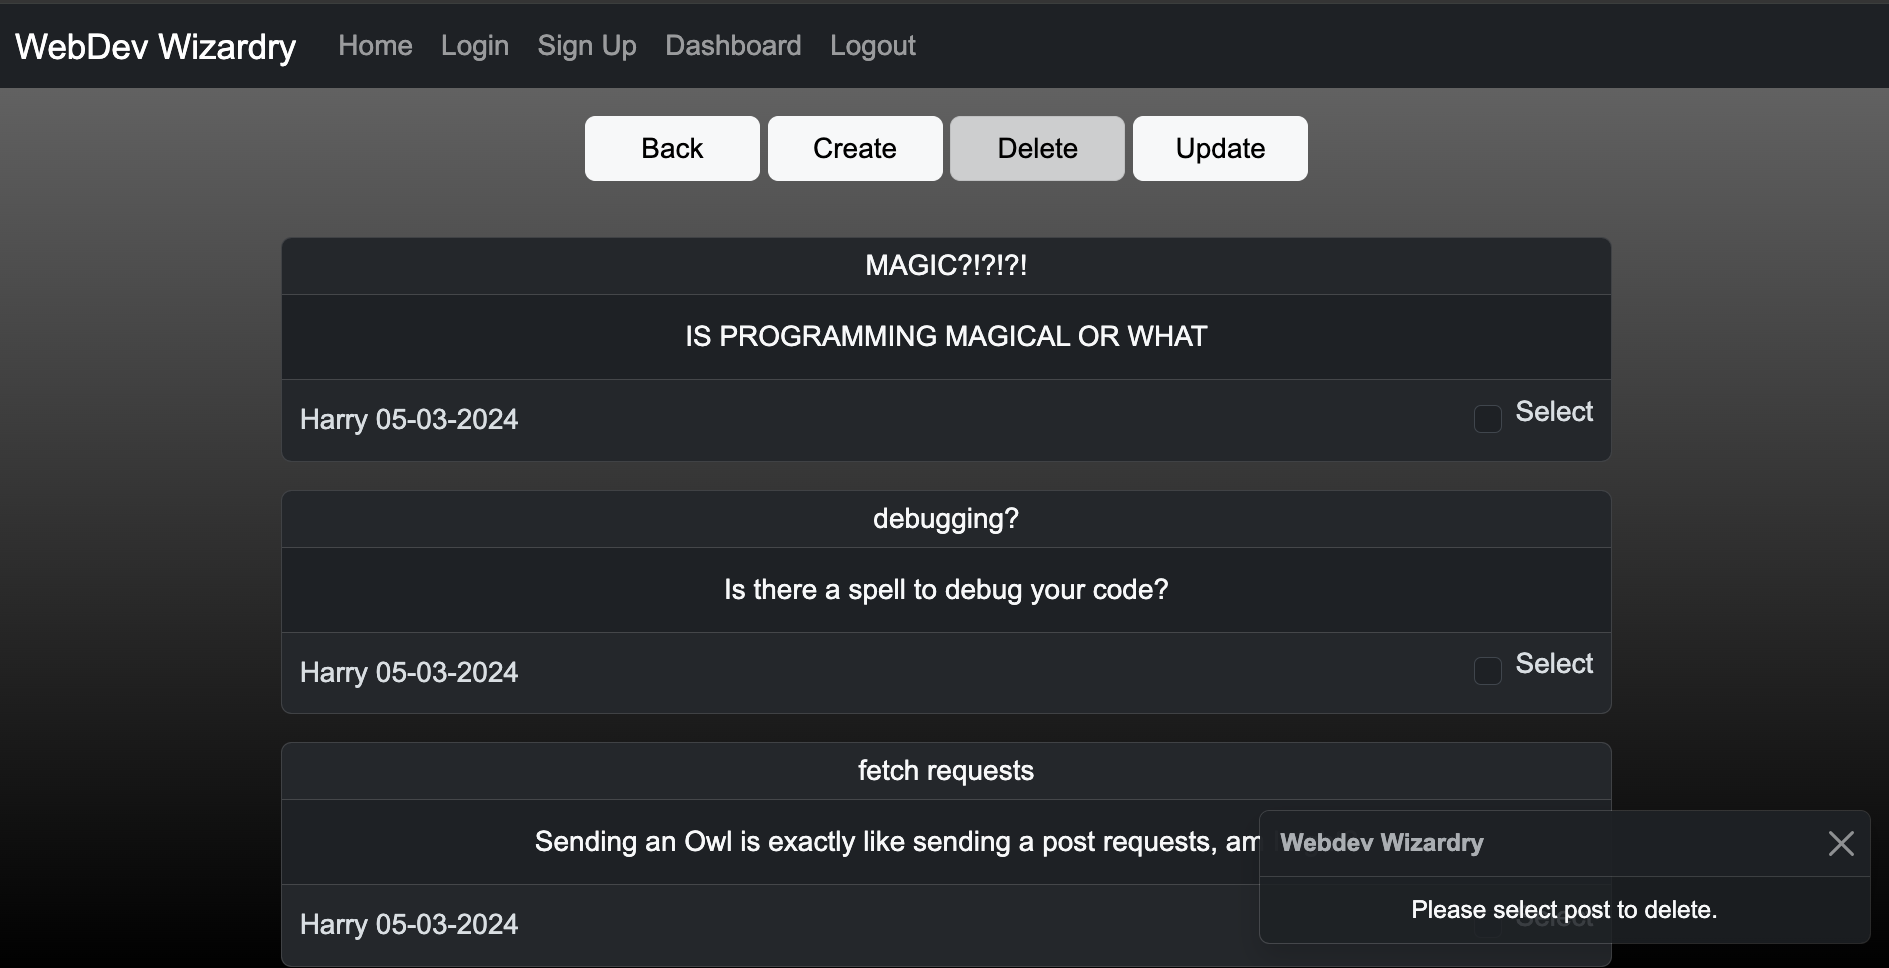 WebDev Wizardry Home Login Sign Up Dashboard Logout
Back Create Delete Update
MAGIC?!?!?!
IS PROGRAMMING MAGICAL OR WHAT
Harry 05-03-2024 Select
debugging?
Is there a spell to debug your code?
Harry 05-03-2024 Select
fetch requests
Sending an Owl is exactly like sending a post requests, am
Harry 05-03-2024 Select
Webdev Wizardry
Please select post to delete.